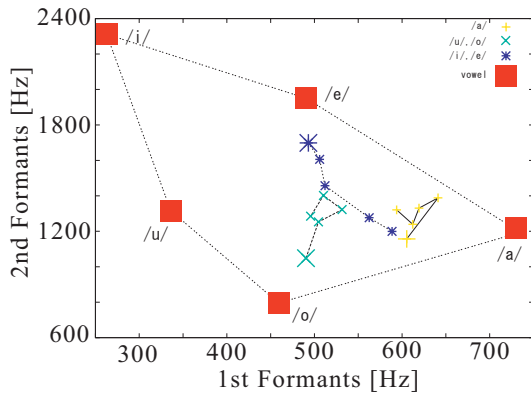 2400
1800
1200
600
2nd Formants [Hz]
300 400 500 600 700
1st Formants [Hz]
/a/
/u/,/o/
/i/,/e/
vowel
/i/
/e/
/u/
/a/
/o/